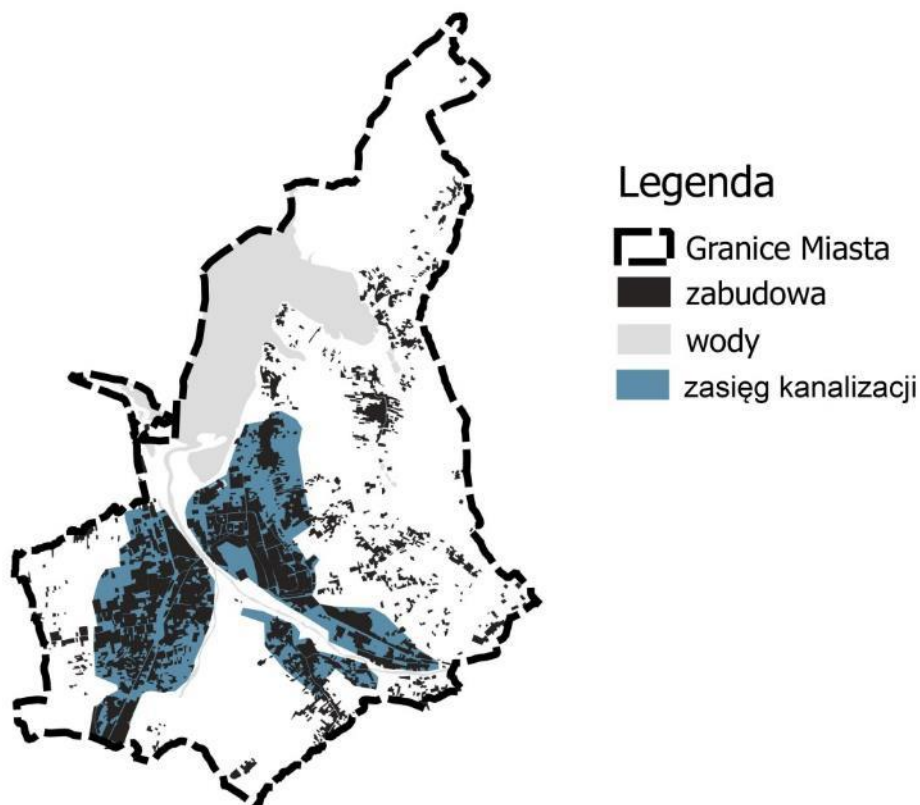 Legenda
Granice Miasta
zabudowa
wody
zasięg kanalizacji